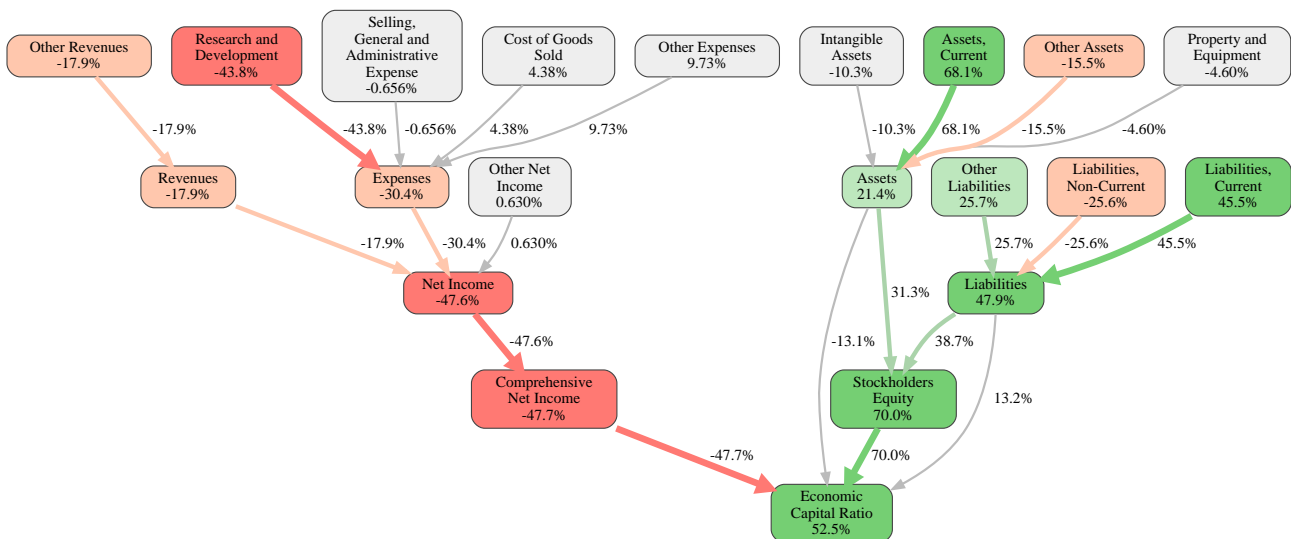 Other Revenues
-17.9%
Research and
Development
-43.8%
Selling,
General and
Administrative
Expense
-0.656%
Cost of Goods
Sold
4.38%
Other Expenses
9.73%
Intangible
Assets
-10.3%
Assets,
Current
68.1%
Other Assets
-15.5%
Property and
Equipment
-4.60%
-17.9%
-43.8%
-0.656%
4.38%
9.73%
-10.3%
68.1%
-15.5%
-4.60%
Revenues
-17.9%
Expenses
-30.4%
Other Net
Income
0.630%
Assets
21.4%
Other
Liabilities
25.7%
Liabilities,
Non-Current
-25.6%
Liabilities,
Current
45.5%
-17.9%
-30.4%
0.630%
25.7%
-25.6%
45.5%
Net Income
-47.6%
31.3%
Liabilities
47.9%
-47.6%
-13.1%
38.7%
Comprehensive
Net Income
-47.7%
Stockholders
Equity
70.0%
13.2%
-47.7%
70.0%
Economic
Capital Ratio
52.5%